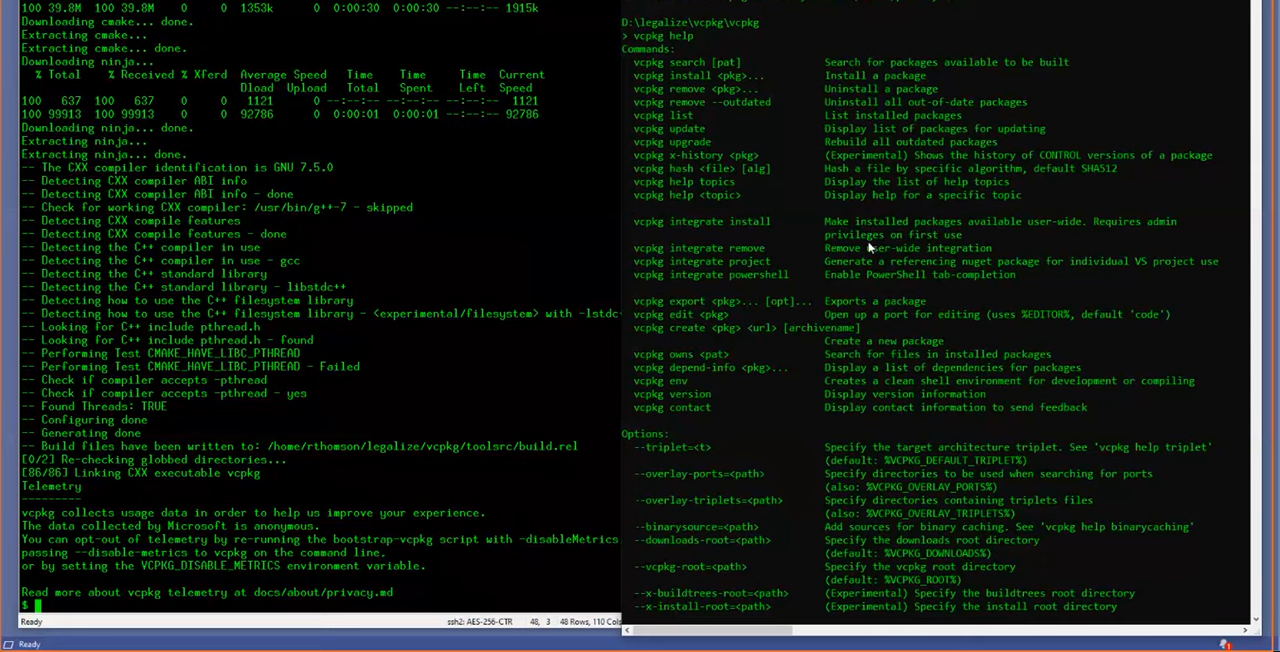 100 39.8M 100 39.8M 0 0 1353k 0 0:00:30 0:00:30 --:--:-- 1915k
Downloading cmake... done.
Extracting cmake...
Extracting cmake... done.
Downloading ninja...
% Total % Received % Xferd Average Speed Time Time Time Current
Dload Upload Total Spent Left Speed
100 637 100 637 0 0 1121 0 --:--:-- --:--:-- --:--:-- 1121
100 99913 100 99913 0 0 92786 0 0:00:01 0:00:01 --:--:-- 92786
Downloading ninja... done.
Extracting ninja...
Extracting ninja... done.
-- The CXX compiler identification is GNU 7.5.0
-- Detecting CXX compiler ABI info
-- Detecting CXX compiler ABI info - done
-- Check for working CXX compiler: /usr/bin/g++-7 - skipped
-- Detecting CXX compile features
-- Detecting CXX compile features - done
-- Detecting the C++ compiler in use
-- Detecting the C++ compiler in use - gcc
-- Detecting the C++ standard library
-- Detecting the C++ standard library - libstdc++
-- Detecting how to use the C++ filesystem library
-- Detecting how to use the C++ filesystem library - <experimental/filesystem> with -lstdc
-- Looking for C++ include pthread.h
-- Looking for C++ include pthread.h - found
-- Performing Test CMAKE_HAVE_LIBC_PTHREAD
-- Performing Test CMAKE_HAVE_LIBC_PTHREAD - Failed
-- Check if compiler accepts -pthread
-- Check if compiler accepts -pthread - yes
-- Found Threads: TRUE
-- Configuring done
-- Generating done
-- Build files have been written to: /home/rthomson/legalize/vcpkg/toolsrc/build.rel
[0/2] Re-checking globbed directories...
[86/86] Linking CXX executable vcpkg
Telemetry
---------
vcpkg collects usage data in order to help us improve your experience.
The data collected by Microsoft is anonymous.
You can opt-out of telemetry by re-running the bootstrap-vcpkg script with -disableMetrics
passing --disable-metrics to vcpkg on the command line.
or by setting the VCPKG_DISABLE_METRICS environment variable.
Read more about vcpkg telemetry at docs/about/privacy.md
$
Ready ssh2: AES-256-CTR 48, 3 48 Rows, 110 Cols
Ready
D:\legalize\vcpkg\vcpkg
> vcpkg help
Commands:
vcpkg search [pat] Search for packages available to be built
vcpkg install <pkg>... Install a package
vcpkg remove <pkg>... Uninstall a package
vcpkg remove --outdated Uninstall all out-of-date packages
vcpkg list List installed packages
vcpkg update Display list of packages for updating
vcpkg upgrade Rebuild all outdated packages
vcpkg x-history <pkg> (Experimental) Shows the history of CONTROL versions of a package
vcpkg hash <file> [alg] Hash a file by specific algorithm, default SHA512
vcpkg help topics Display the list of help topics
vcpkg help <topic> Display help for a specific topic
vcpkg integrate install Make installed packages available user-wide. Requires admin
privileges on first use
vcpkg integrate remove Remove user-wide integration
vcpkg integrate project Generate a referencing nuget package for individual VS project use
vcpkg integrate powershell Enable PowerShell tab-completion
vcpkg export <pkg>... [opt]... Exports a package
vcpkg edit <pkg> Open up a port for editing (uses %EDITOR%, default 'code')
vcpkg create <pkg> <url> [archivename]
Create a new package
vcpkg owns <pat> Search for files in installed packages
vcpkg depend-info <pkg>... Display a list of dependencies for packages
vcpkg env Creates a clean shell environment for development or compiling
vcpkg version Display version information
vcpkg contact Display contact information to send feedback
Options:
--triplet=<t> Specify the target architecture triplet. See 'vcpkg help triplet'
(default: %VCPKG_DEFAULT_TRIPLET%)
--overlay-ports=<path> Specify directories to be used when searching for ports
(also: %VCPKG_OVERLAY_PORTS%)
--overlay-triplets=<path> Specify directories containing triplets files
(also: %VCPKG_OVERLAY_TRIPLETS%)
--binarysource=<path> Add sources for binary caching. See 'vcpkg help binarycaching'
--downloads-root=<path> Specify the downloads root directory
(default: %VCPKG_DOWNLOADS%)
--vcpkg-root=<path> Specify the vcpkg root directory
(default: %VCPKG_ROOT%)
--x-buildtrees-root=<path> (Experimental) Specify the buildtrees root directory
--x-install-root=<path> (Experimental) Specify the install root directory